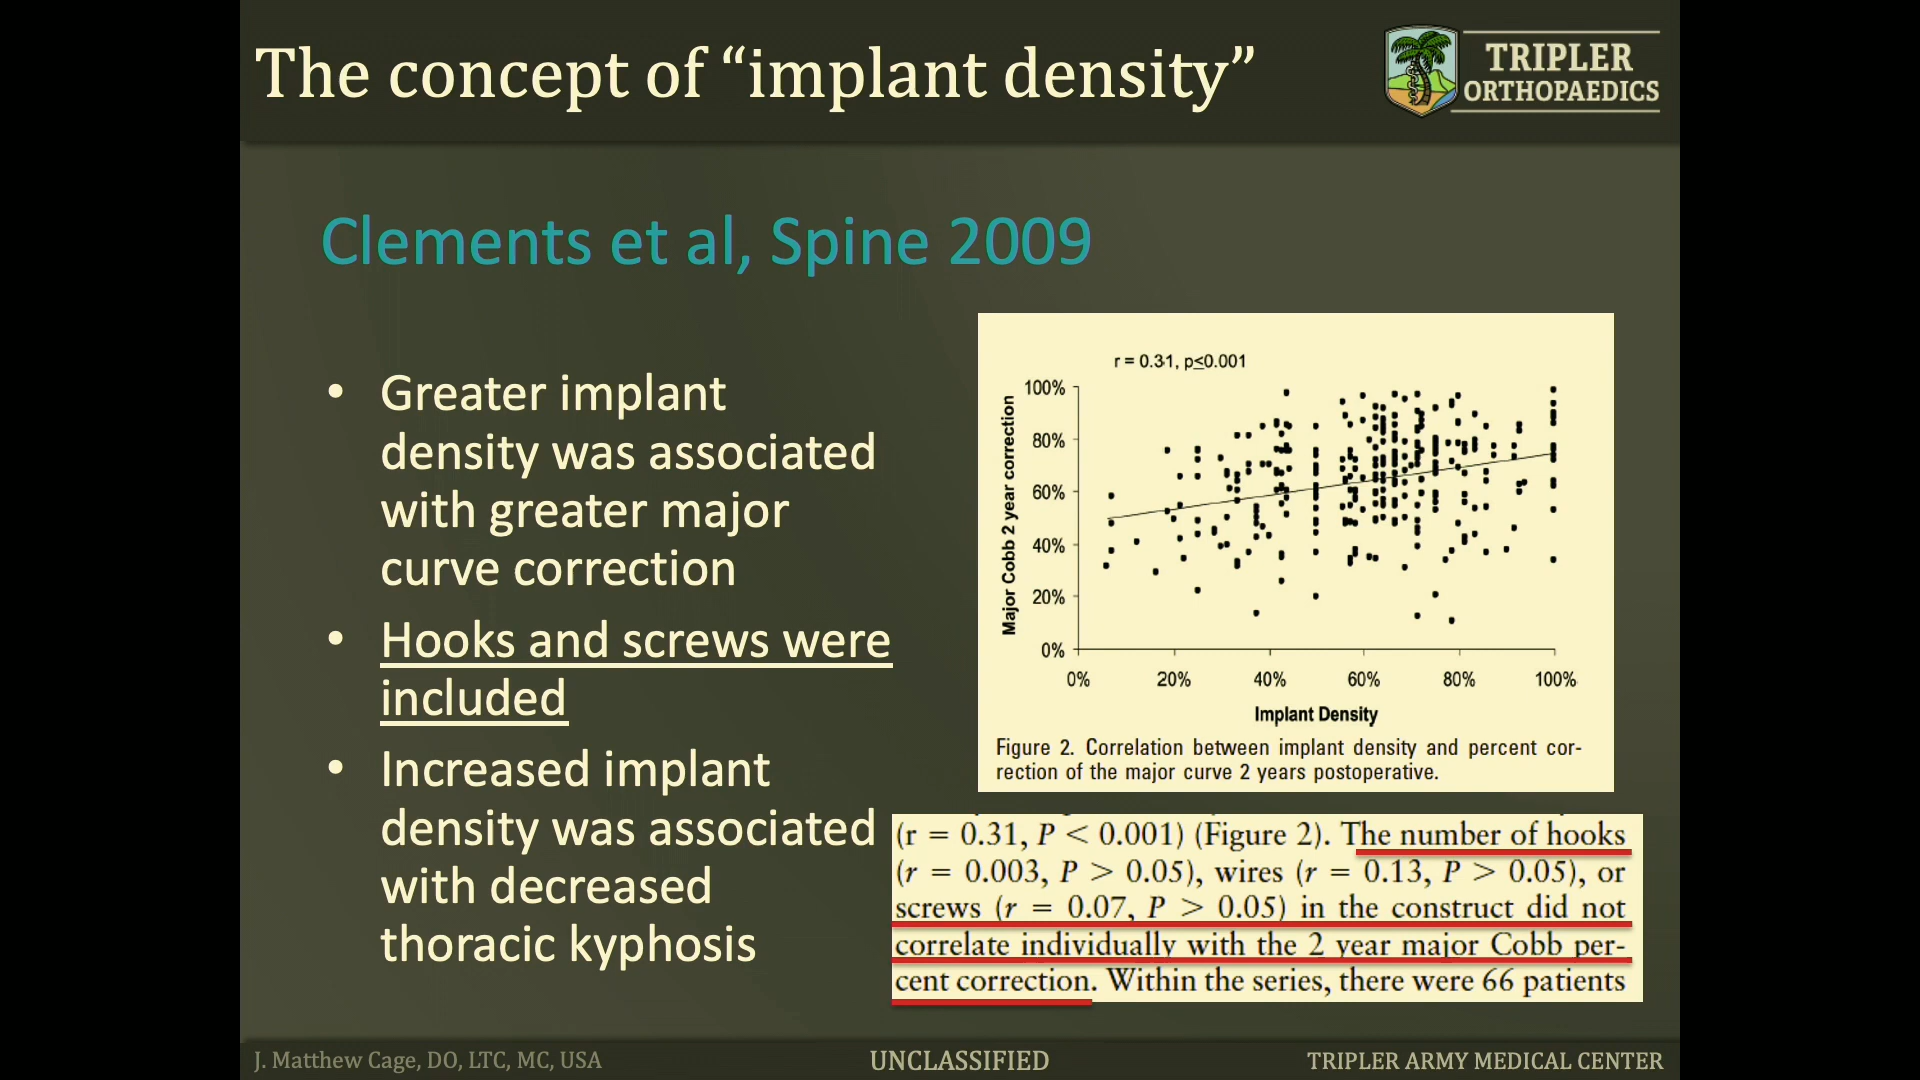 The concept of “implant density”
TRIPLER
ORTHOPAEDICS
Clements et al, Spine 2009
• Greater implant
density was associated
with greater major
curve correction
• Hooks and screws were
included
• Increased implant
density was associated
with decreased
thoracic kyphosis
r = 0.31, p≤0.001
Major Cobb 2 year correction
100%
80%
60%
40%
20%
0%
0% 20% 40% 60% 80% 100%
Implant Density
Figure 2. Correlation between implant density and percent cor-
rection of the major curve 2 years postoperative.
(r = 0.31, P < 0.001) (Figure 2). The number of hooks
(r = 0.003, P > 0.05), wires (r = 0.13, P > 0.05), or
screws (r = 0.07, P > 0.05) in the construct did not
correlate individually with the 2 year major Cobb per-
cent correction. Within the series, there were 66 patients
J. Matthew Cage, DO, LTC, MC, USA
UNCLASSIFIED
TRIPLER ARMY MEDICAL CENTER